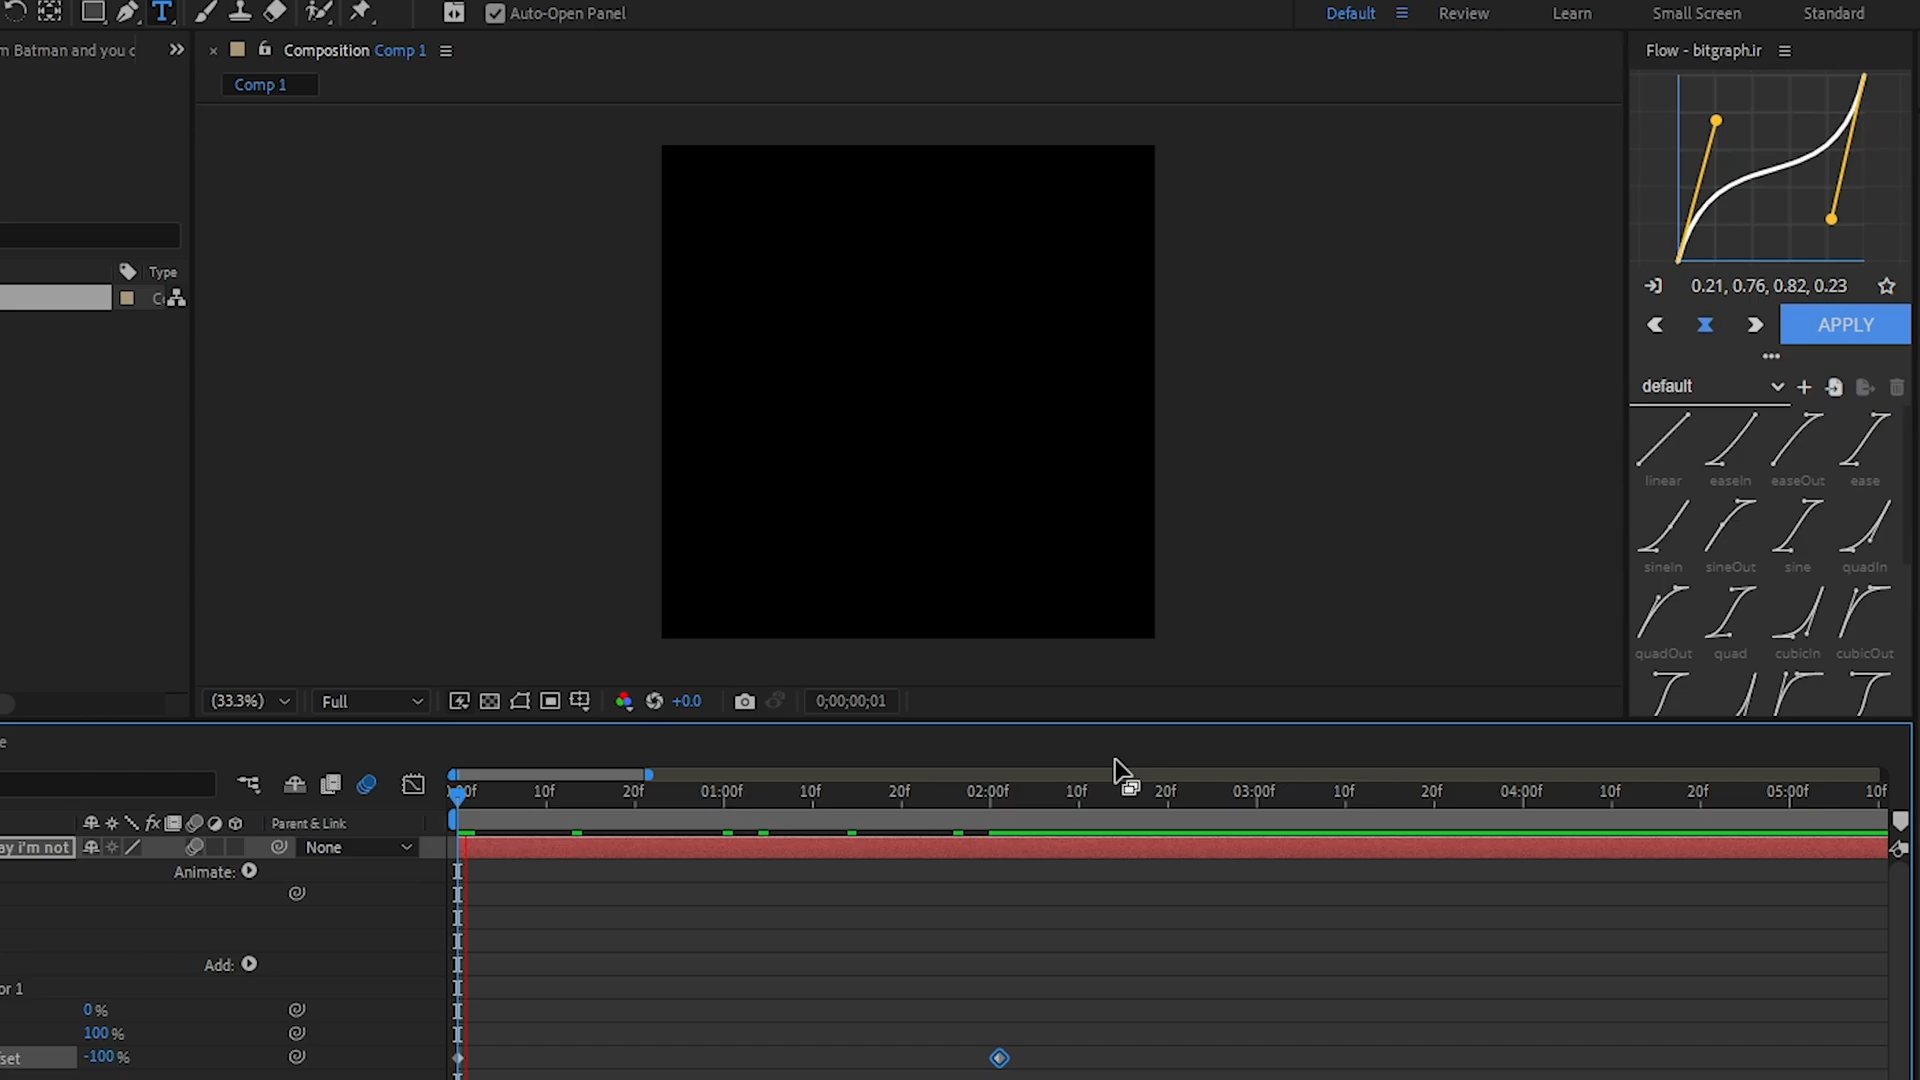 T Auto-Open Panel Default Review Learn Small Screen Standard
m Batman and you c
Composition Comp 1
Flow - bitgraph.ir
Comp 1
Type
0.21, 0.76, 0.82, 0.23
APPLY
default
linear easeIn easeOut ease
sineIn sineOut sine quadIn
quadOut quad cubicIn cubicOut
(33.3%) Full +0.0 0;00;00;01
e
00f 10f 20f 01:00f 10f 20f 02:00f 10f 20f 03:00f 10f 20f 04:00f 10f 20f 05:00f 10f
fx Parent & Link
ay i'm not None
Animate:
Add:
or 1
0 %
100 %
set -100 %